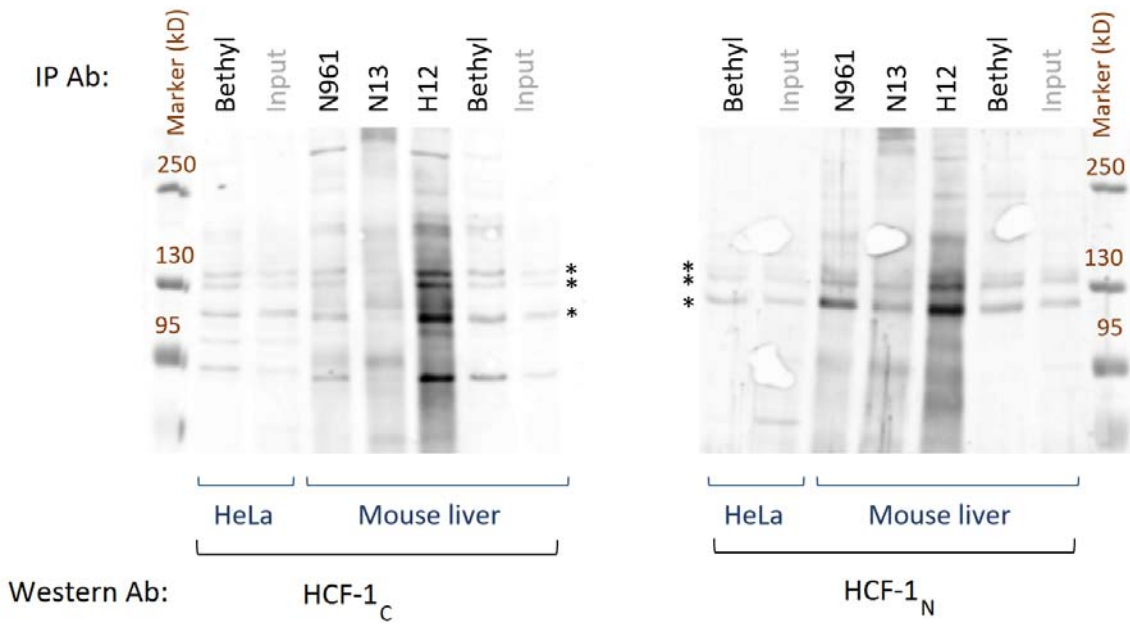 IP Ab:
Marker (kD)
Bethyl
Input
N961
N13
H12
Bethyl
Input
Bethyl
Input
N961
N13
H12
Bethyl
Input
Marker (kD)
250
130
95
*
*
*
*
*
*
250
130
95
HeLa
Mouse liver
HeLa
Mouse liver
Western Ab:
HCF-1C
HCF-1N